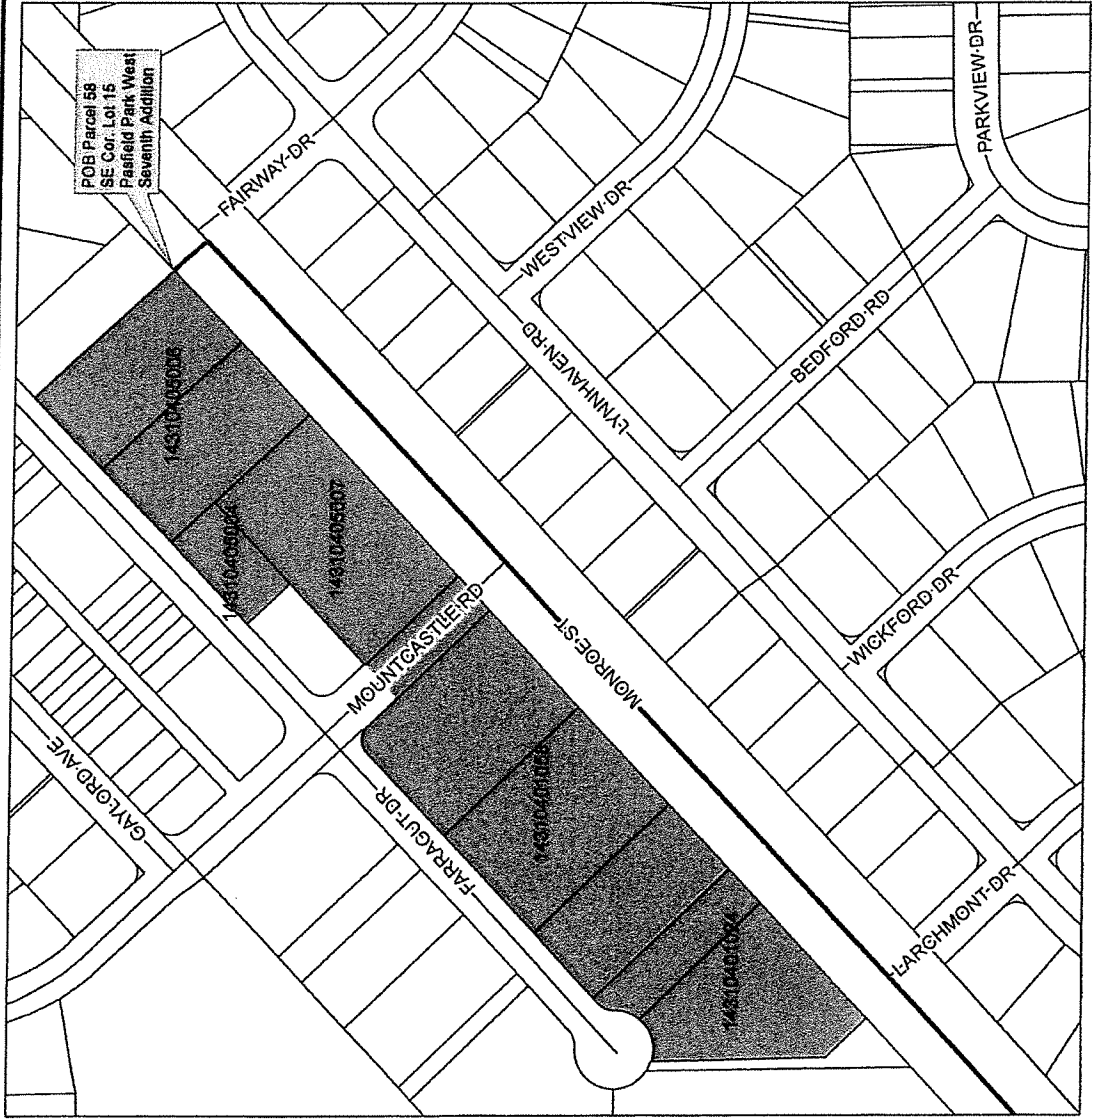 POB Parcel 58
SE Cor. Lot 15
Pasfield Park West
Seventh Addition
FAIRWAY-DR
PARKVIEW-DR
WESTVIEW-DR
LYNNHAVEN-RD
BEDFORD-RD
14310405007
MOUNTCASTLE-RD
MONROE-ST
WICKFORD-DR
GAYLORD-AVE
FARRAGUT-DR
LARCHMONT-DR